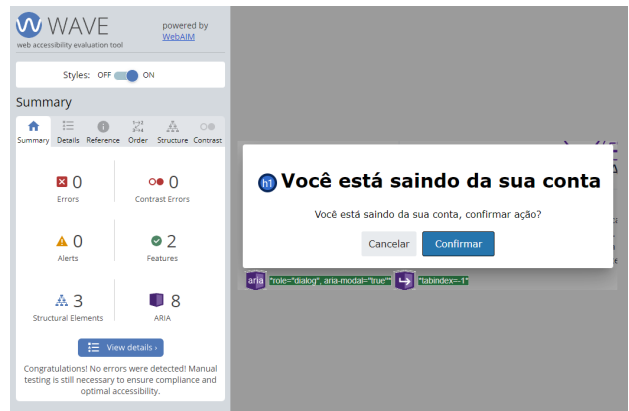 WAVE
web accessibility evaluation tool
powered by
WebAIM
Styles: OFF ON
Summary
Summary Details Reference Order Structure Contrast
0 0
Errors Contrast Errors
0 2
Alerts Features
3 8
Structural Elements ARIA
View details ›
Congratulations! No errors were detected! Manual
testing is still necessary to ensure compliance and
optimal accessibility.
h1 Você está saindo da sua conta
Você está saindo da sua conta, confirmar ação?
Cancelar Confirmar
aria *role="dialog", aria-modal="true"* *tabindex=-1*